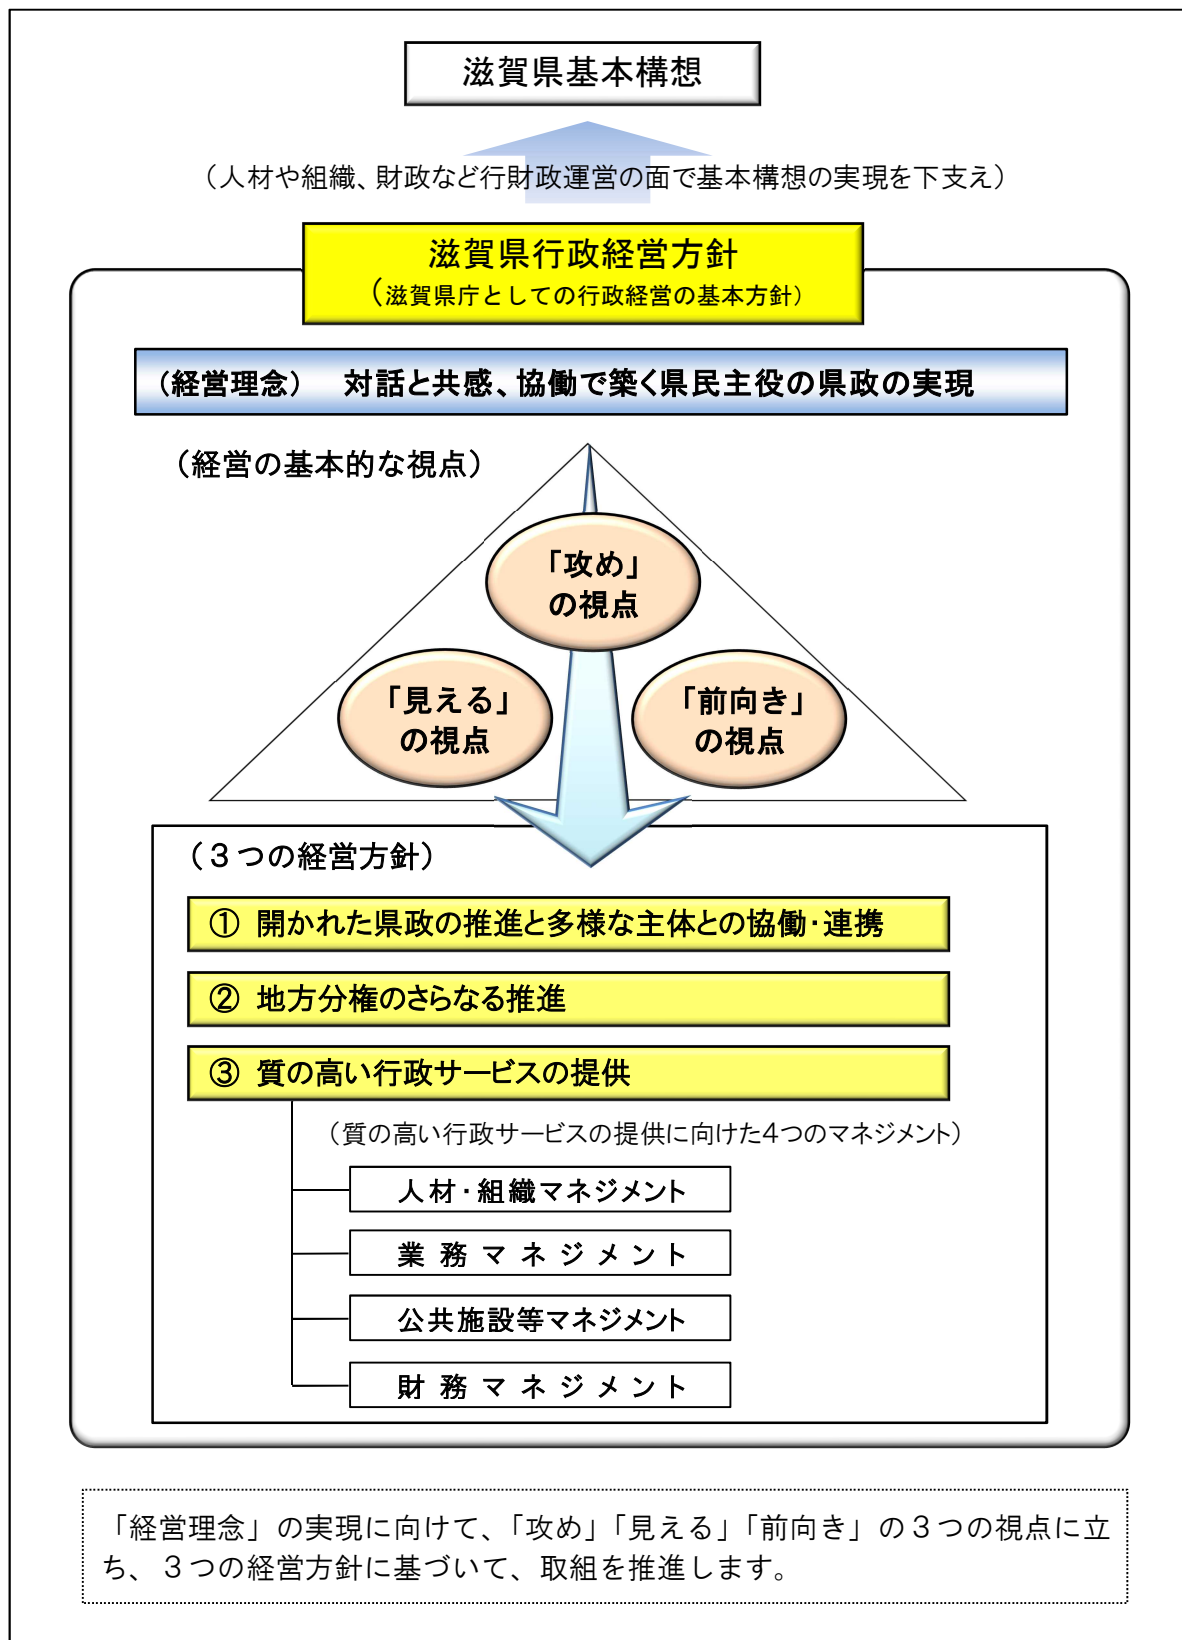 滋賀県基本構想
（人材や組織、財政など行財政運営の面で基本構想の実現を下支え）
滋賀県行政経営方針
（滋賀県庁としての行政経営の基本方針）
（経営理念）　対話と共感、協働で築く県民主役の県政の実現
（経営の基本的な視点）
「攻め」
の視点
「見える」
の視点
「前向き」
の視点
（３つの経営方針）
① 開かれた県政の推進と多様な主体との協働・連携
② 地方分権のさらなる推進
③ 質の高い行政サービスの提供
（質の高い行政サービスの提供に向けた4つのマネジメント）
人材・組織マネジメント
業務マネジメント
公共施設等マネジメント
財務マネジメント
「経営理念」の実現に向けて、「攻め」「見える」「前向き」の３つの視点に立
ち、３つの経営方針に基づいて、取組を推進します。